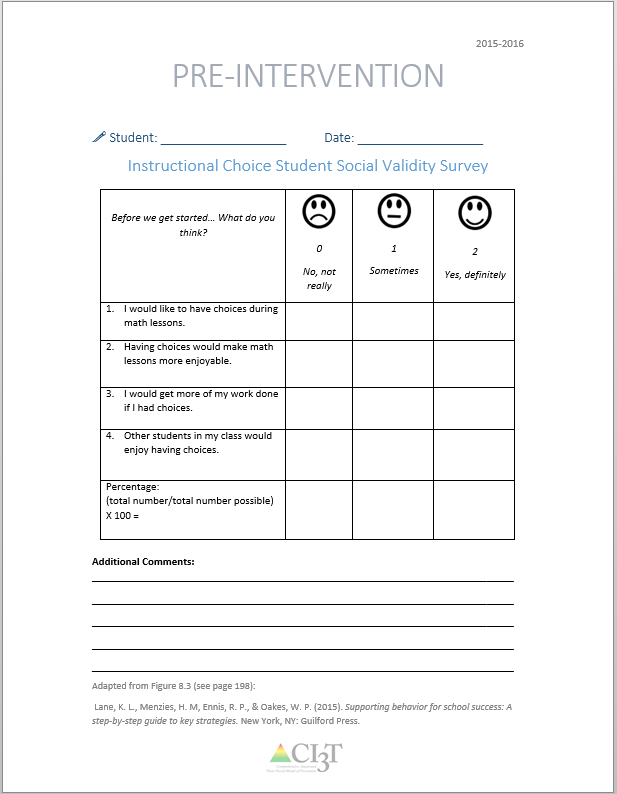 2015-2016
PRE-INTERVENTION
Student: ___________________ Date: ___________________
Instructional Choice Student Social Validity Survey
Before we get started... What do you
think?
0
No, not
really
1
Sometimes
2
Yes, definitely
1. I would like to have choices during
math lessons.
2. Having choices would make math
lessons more enjoyable.
3. I would get more of my work done
if I had choices.
4. Other students in my class would
enjoy having choices.
Percentage:
(total number/total number possible)
X 100 =
Additional Comments:
Adapted from Figure 8.3 (see page 198):
Lane, K. L., Menzies, H. M, Ennis, R. P., & Oakes, W. P. (2015). Supporting behavior for school success: A
step-by-step guide to key strategies. New York, NY: Guilford Press.
CI3T